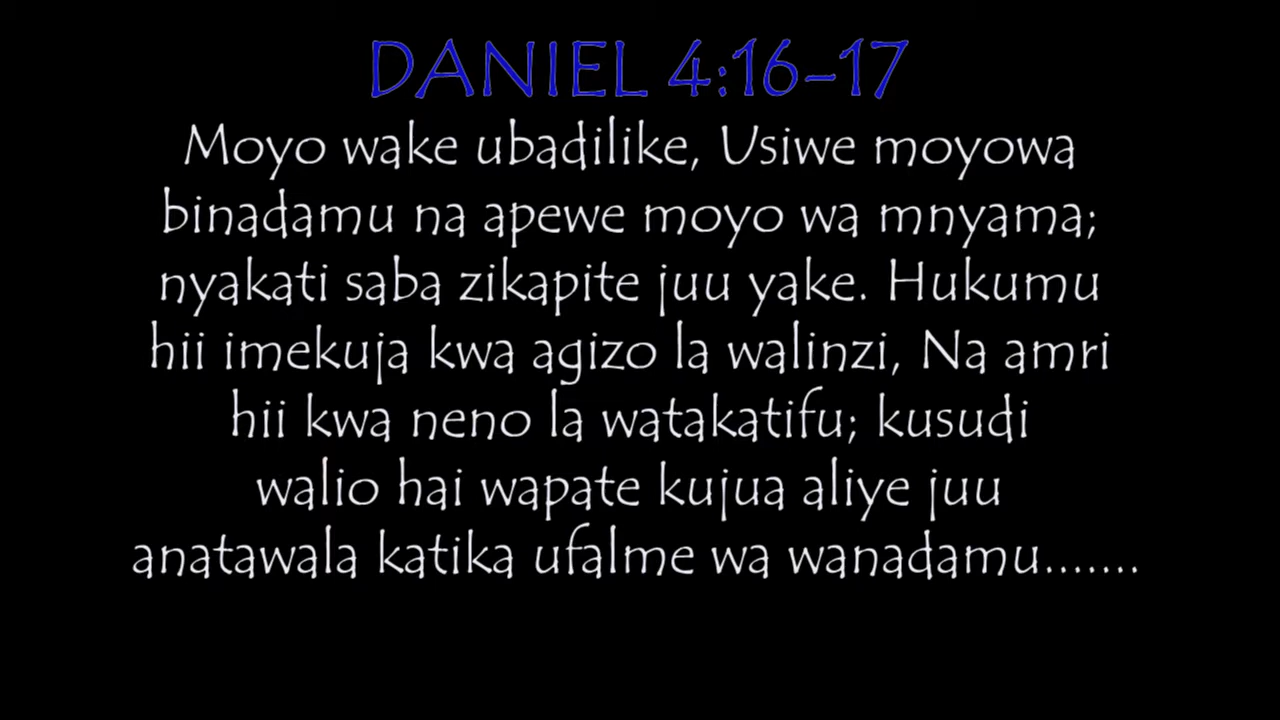 DANIEL 4:16-17
Moyo wake ubadilike, Usiwe moyowa
binadamu na apewe moyo wa mnyama;
nyakati saba zikapite juu yake. Hukumu
hii imekuja kwa agizo la walinzi, Na amri
hii kwa neno la watakatifu; kusudi
walio hai wapate kujua aliye juu
anatawala katika ufalme wa wanadamu.......